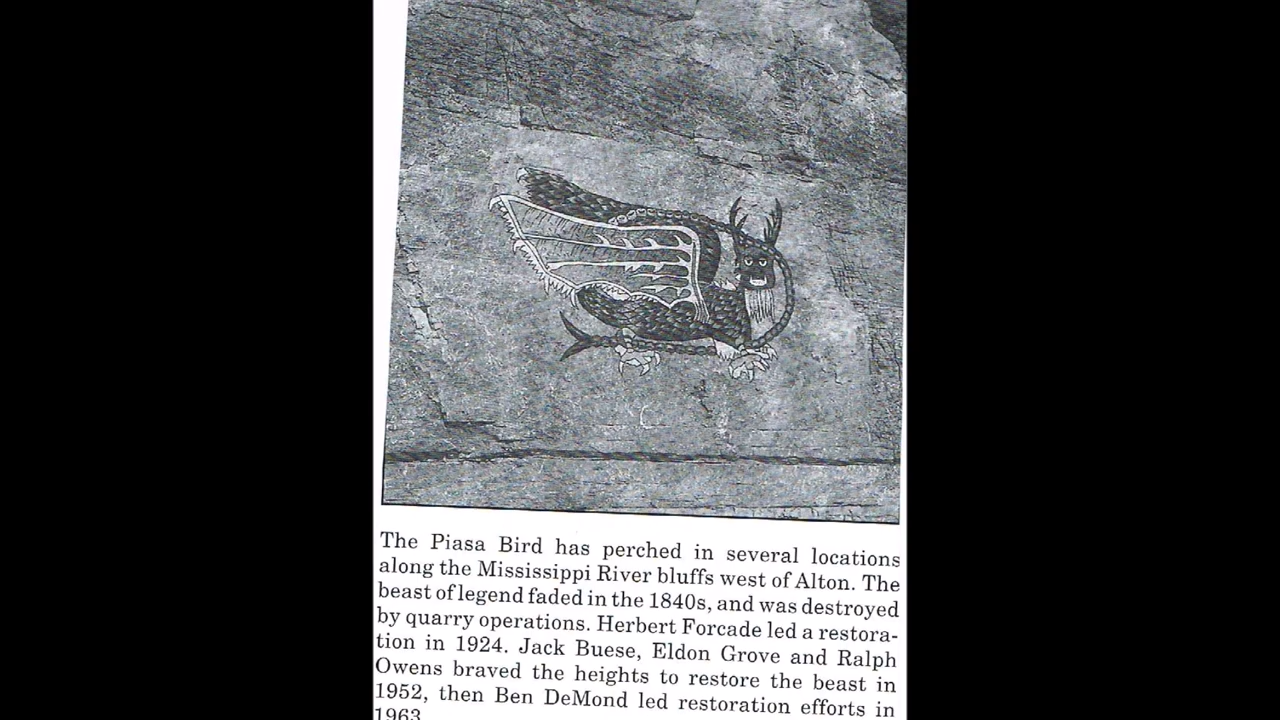 The Piasa Bird has perched in several locations
along the Mississippi River bluffs west of Alton. The
beast of legend faded in the 1840s, and was destroyed
by quarry operations. Herbert Forcade led a restora-
tion in 1924. Jack Buese, Eldon Grove and Ralph
Owens braved the heights to restore the beast in
1952, then Ben DeMond led restoration efforts in
1963